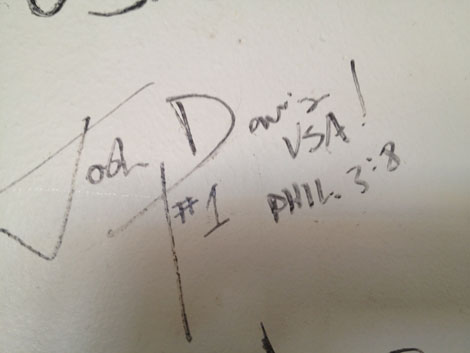 Josh Davis
USA!
#1
PHIL. 3:8